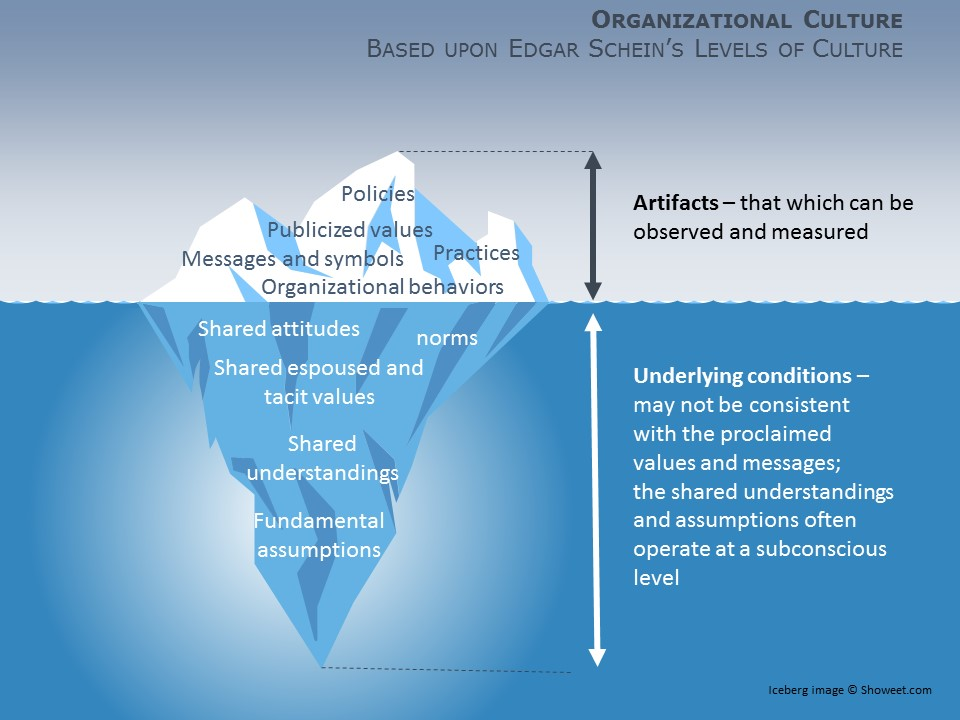 ORGANIZATIONAL CULTURE
BASED UPON EDGAR SCHEIN'S LEVELS OF CULTURE
Policies
Publicized values
Messages and symbols
Practices
Organizational behaviors
Artifacts – that which can be
observed and measured
Shared attitudes
norms
Shared espoused and
tacit values
Shared
understandings
Fundamental
assumptions
Underlying conditions –
may not be consistent
with the proclaimed
values and messages;
the shared understandings
and assumptions often
operate at a subconscious
level
Iceberg image © Showeet.com